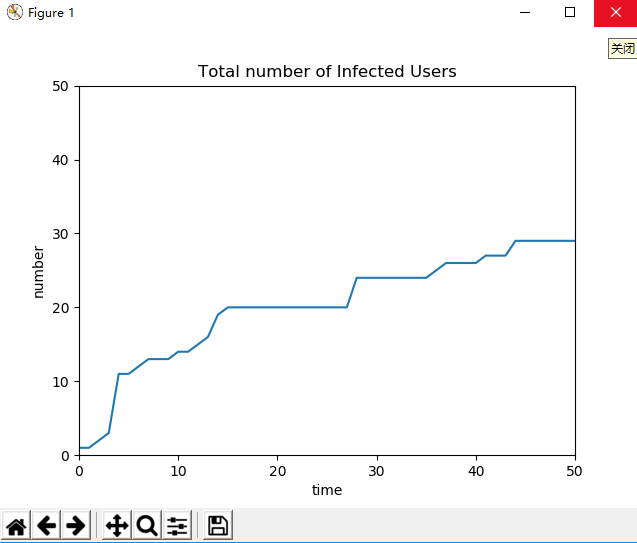 Figure 1
关闭
Total number of Infected Users
50
40
30
20
10
0
number
0 10 20 30 40 50
time